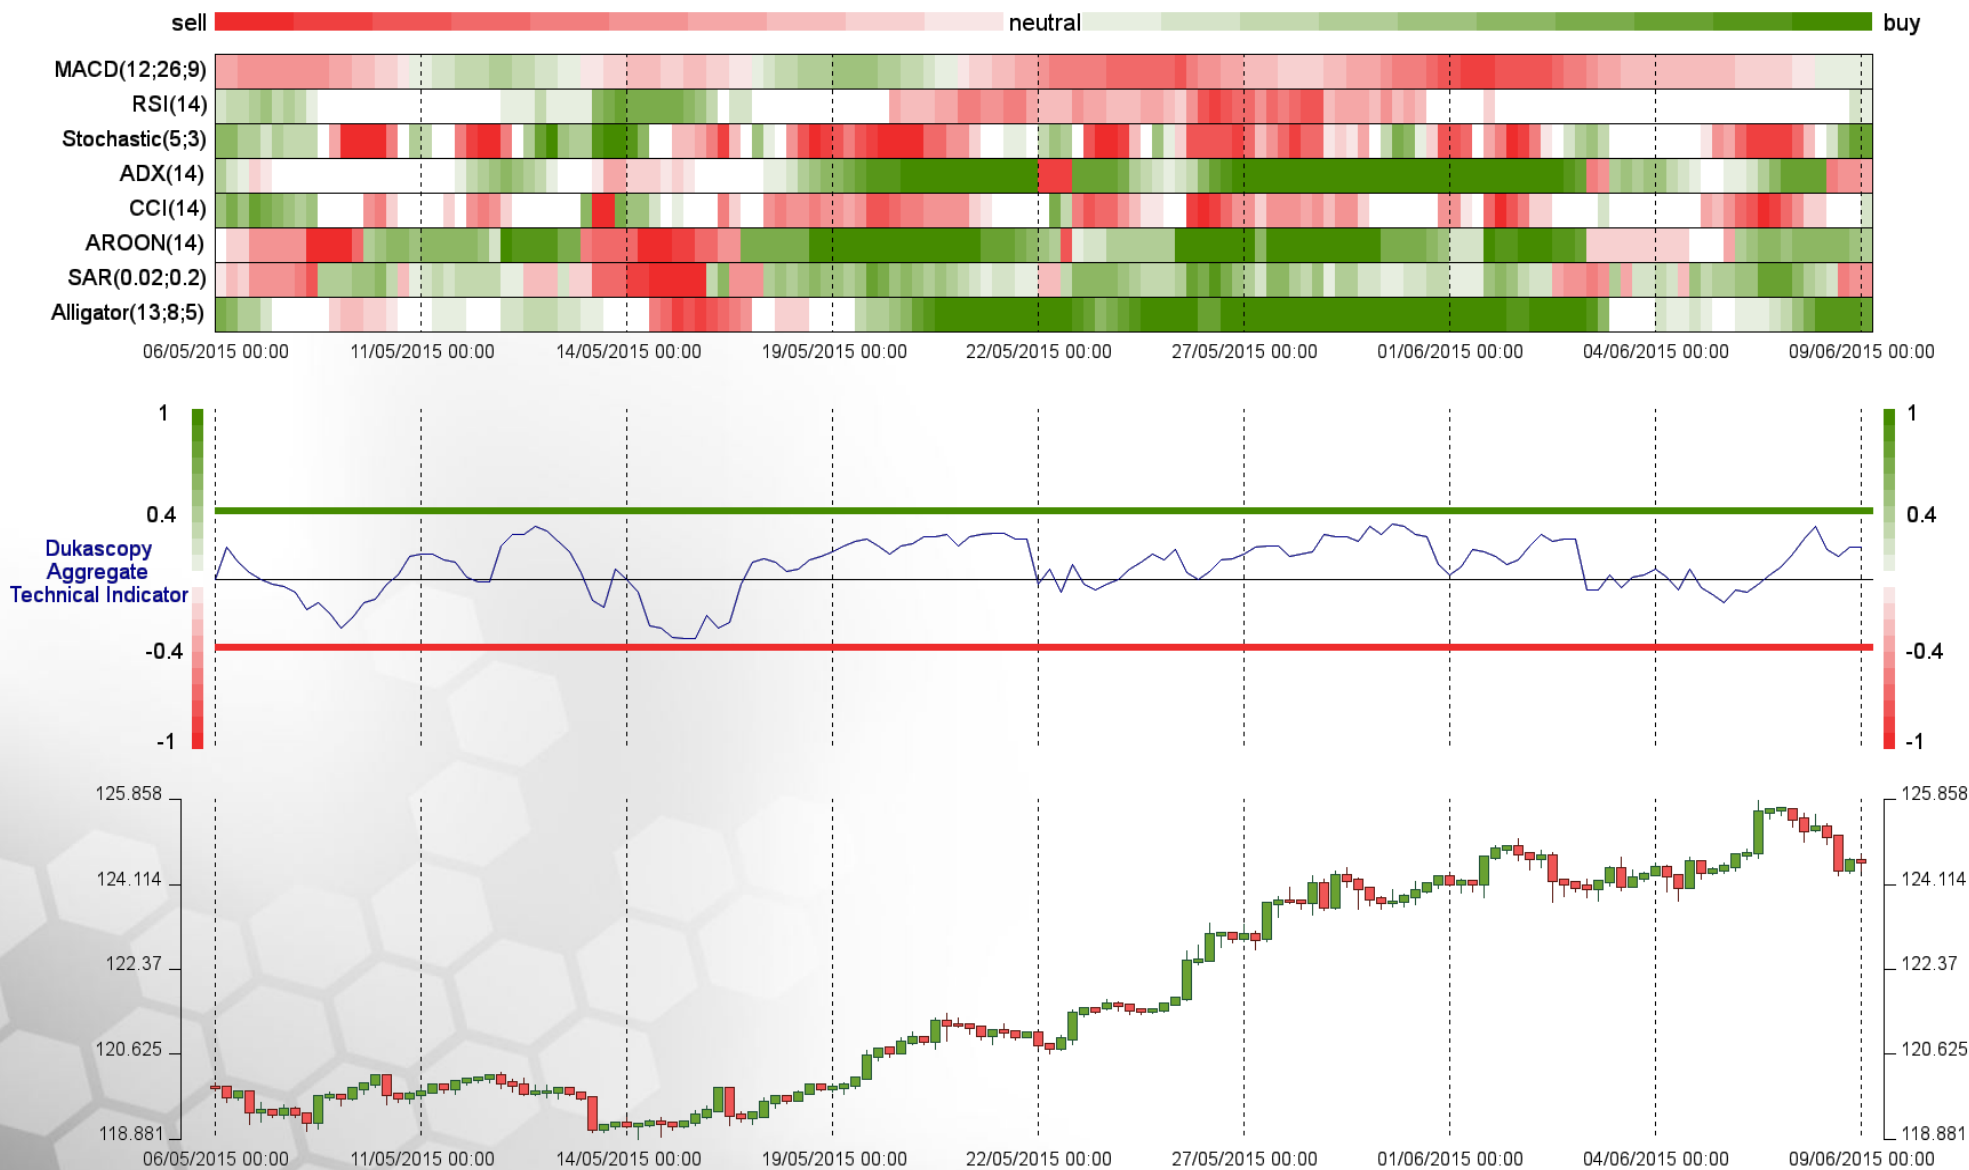 sell neutral buy
MACD(12;26;9)
RSI(14)
Stochastic(5;3)
ADX(14)
CCI(14)
AROON(14)
SAR(0.02;0.2)
Alligator(13;8;5)
06/05/2015 00:00 11/05/2015 00:00 14/05/2015 00:00 19/05/2015 00:00 22/05/2015 00:00 27/05/2015 00:00 01/06/2015 00:00 04/06/2015 00:00 09/06/2015 00:00
1 1
0.4 0.4
Dukascopy
Aggregate
Technical Indicator
-0.4 -0.4
-1 -1
125.858 125.858
124.114 124.114
122.37 122.37
120.625 120.625
118.881 118.881
06/05/2015 00:00 11/05/2015 00:00 14/05/2015 00:00 19/05/2015 00:00 22/05/2015 00:00 27/05/2015 00:00 01/06/2015 00:00 04/06/2015 00:00 09/06/2015 00:00